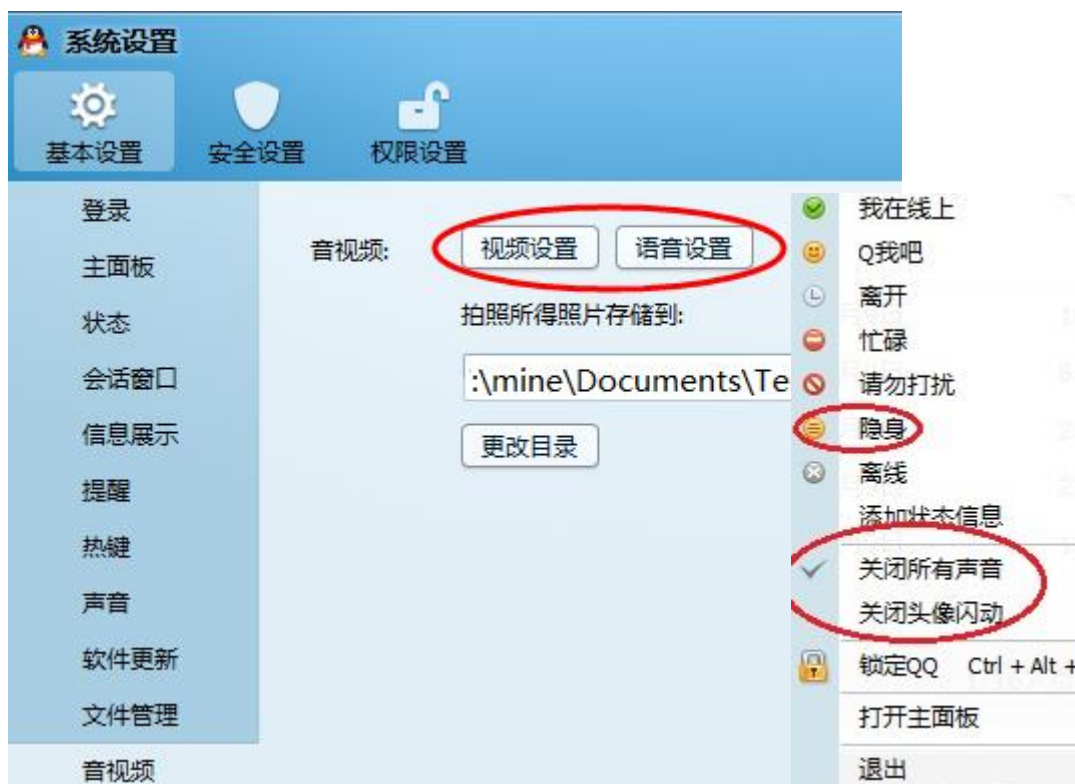 系统设置
基本设置 安全设置 权限设置
登录
主面板
状态
会话窗口
信息展示
提醒
热键
声音
软件更新
文件管理
音视频
音视频: 视频设置 语音设置
拍照所得照片存储到:
:\mine\Documents\Te
更改目录
我在线上
Q我吧
离开
忙碌
请勿打扰
隐身
离线
添加状态信息
关闭所有声音
关闭头像闪动
锁定QQ Ctrl + Alt +
打开主面板
退出